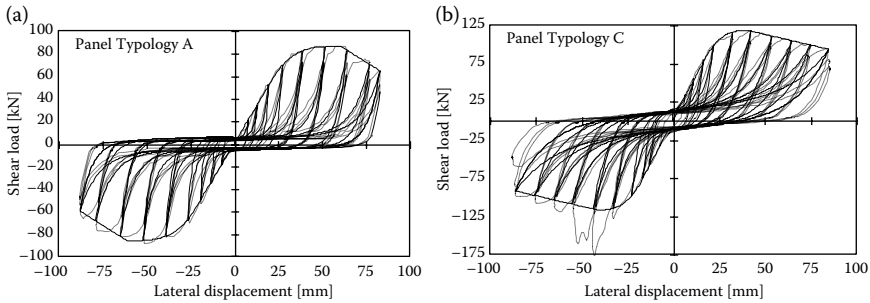 (a)
Panel Typology A
Shear load [kN]
100
80
60
40
20
0
−20
−40
−60
−80
−100
−100 −75 −50 −25 0 25 50 75 100
Lateral displacement [mm]
(b)
Panel Typology C
Shear load [kN]
125
75
25
−25
−75
−125
−175
−100 −75 −50 −25 0 25 50 75 100
Lateral displacement [mm]